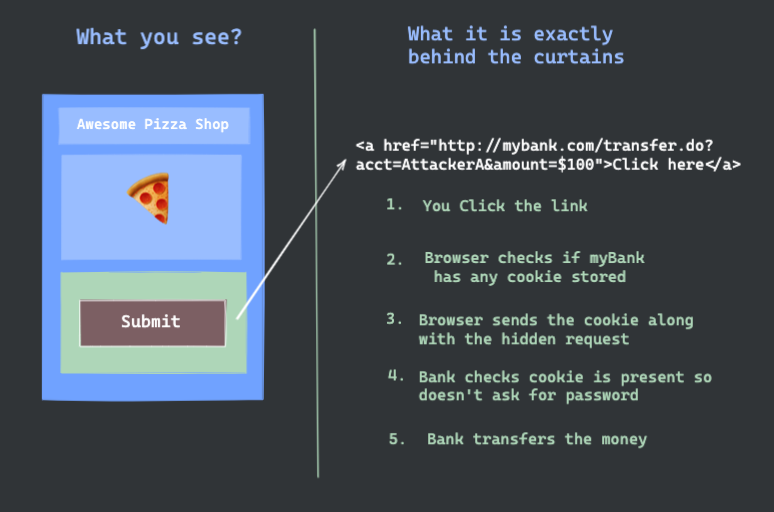 What you see?
Awesome Pizza Shop
Submit
What it is exactly
behind the curtains
<a href="http://mybank.com/transfer.do?
acct=AttackerA&amount=$100">Click here</a>
1. You Click the link
2. Browser checks if myBank
has any cookie stored
3. Browser sends the cookie along
with the hidden request
4. Bank checks cookie is present so
doesn't ask for password
5. Bank transfers the money